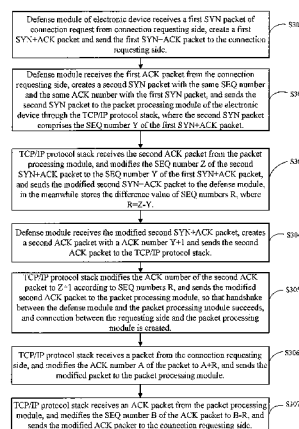 Defense module of electronic device receives a first SYN packet of
connection request from connection requesting side, create a first
SYN+ACK packet and send the first SYN-ACK packet to the connection
requesting side.
S30
Defense module receives the first ACK packet from the connection
requesting side, creates a second SYN packet with the same SEQ number
and the same ACK number with the first SYN packet, and sends the
second SYN packet to the packet processing module of the electronic
device through the TCP/IP protocol stack, where the second SYN packet
comprises the SEQ number Y of the first SYN+ACK packet.
S30
TCP/IP protocol stack receives the second ACK packet from the packet
processing module, and modifies the SEQ number Z of the second
SYN+ACK packet to the SEQ number Y of the first SYN+ACK packet,
and sends the modified second SYN-ACK packet to the defense module,
in the meanwhile stores the difference value of SEQ numbers R, where
R=Z-Y.
S30
Defense module receives the modified second SYN+ACK packet, creates
a second ACK packet with a ACK number Y+1 and sends the second
ACK packet to the TCP/IP protocol stack.
S304
TCP/IP protocol stack modifies the ACK number of the second ACK
packet to Z+1 according to SEQ numbers R, and sends the modified
second ACK packet to the packet processing module, so that handshake
between the defense module and the packet processing module succeeds,
and connection between the requesting side and the packet processing
module is created.
S305
TCP/IP protocol stack receives a packet from the connection requesting
side, and modifies the ACK number A of the packet to A+R, and sends the
modified packet to the packet processing module.
S306
TCP/IP protocol stack receives an ACK packet from the packet processing
module, and modifies the SEQ number B of the ACK packet to B-R, and
sends the modified ACK packet to the connection requesting side.
S307